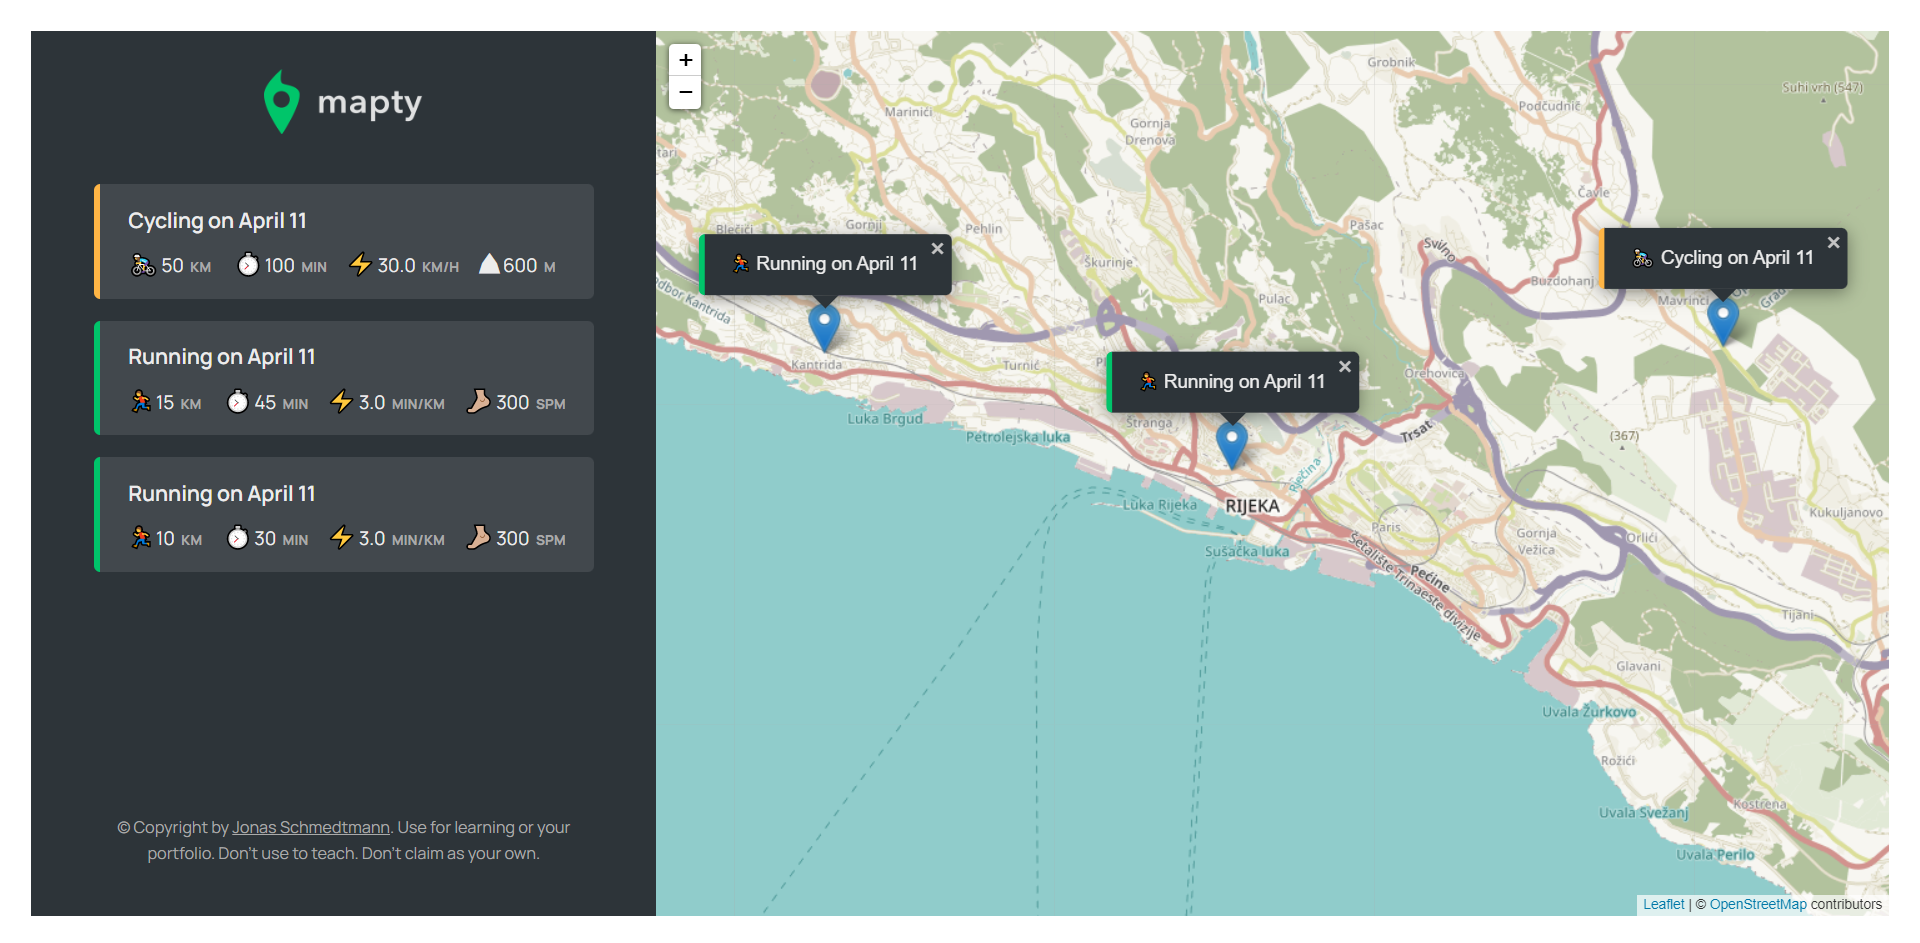 mapty
Cycling on April 11
50 KM 100 MIN 30.0 KM/H 600 M
Running on April 11
15 KM 45 MIN 3.0 MIN/KM 300 SPM
Running on April 11
10 KM 30 MIN 3.0 MIN/KM 300 SPM
© Copyright by Jonas Schmedtmann. Use for learning or your
portfolio. Don't use to teach. Don't claim as your own.
+
−
Grobnik
Suhi vrh (547)
Podčudnič
Marinići
Gornja
Drenova
Čavle
Blečići
Gornji
Pehlin
Pašac
Svilno
Škurinje
Running on April 11 ×
Cycling on April 11 ×
Buzdohanj
Mavrinci
Pulac
Kantrida
Turnić
Orehovica
Running on April 11 ×
Luka Brgud
Petrolejska luka
Stranga
Trsat
(367)
Rječina
Luka Rijeka
RIJEKA
Kukuljanovo
Paris
Gornja
Vežica
Orlići
Sušačka luka
Pećine
Šetalište Trinaeste divizije
Tijani
Glavani
Uvala Žurkovo
Rožići
Kostrena
Uvala Svežanj
Uvala Perilo
Leaflet | © OpenStreetMap contributors